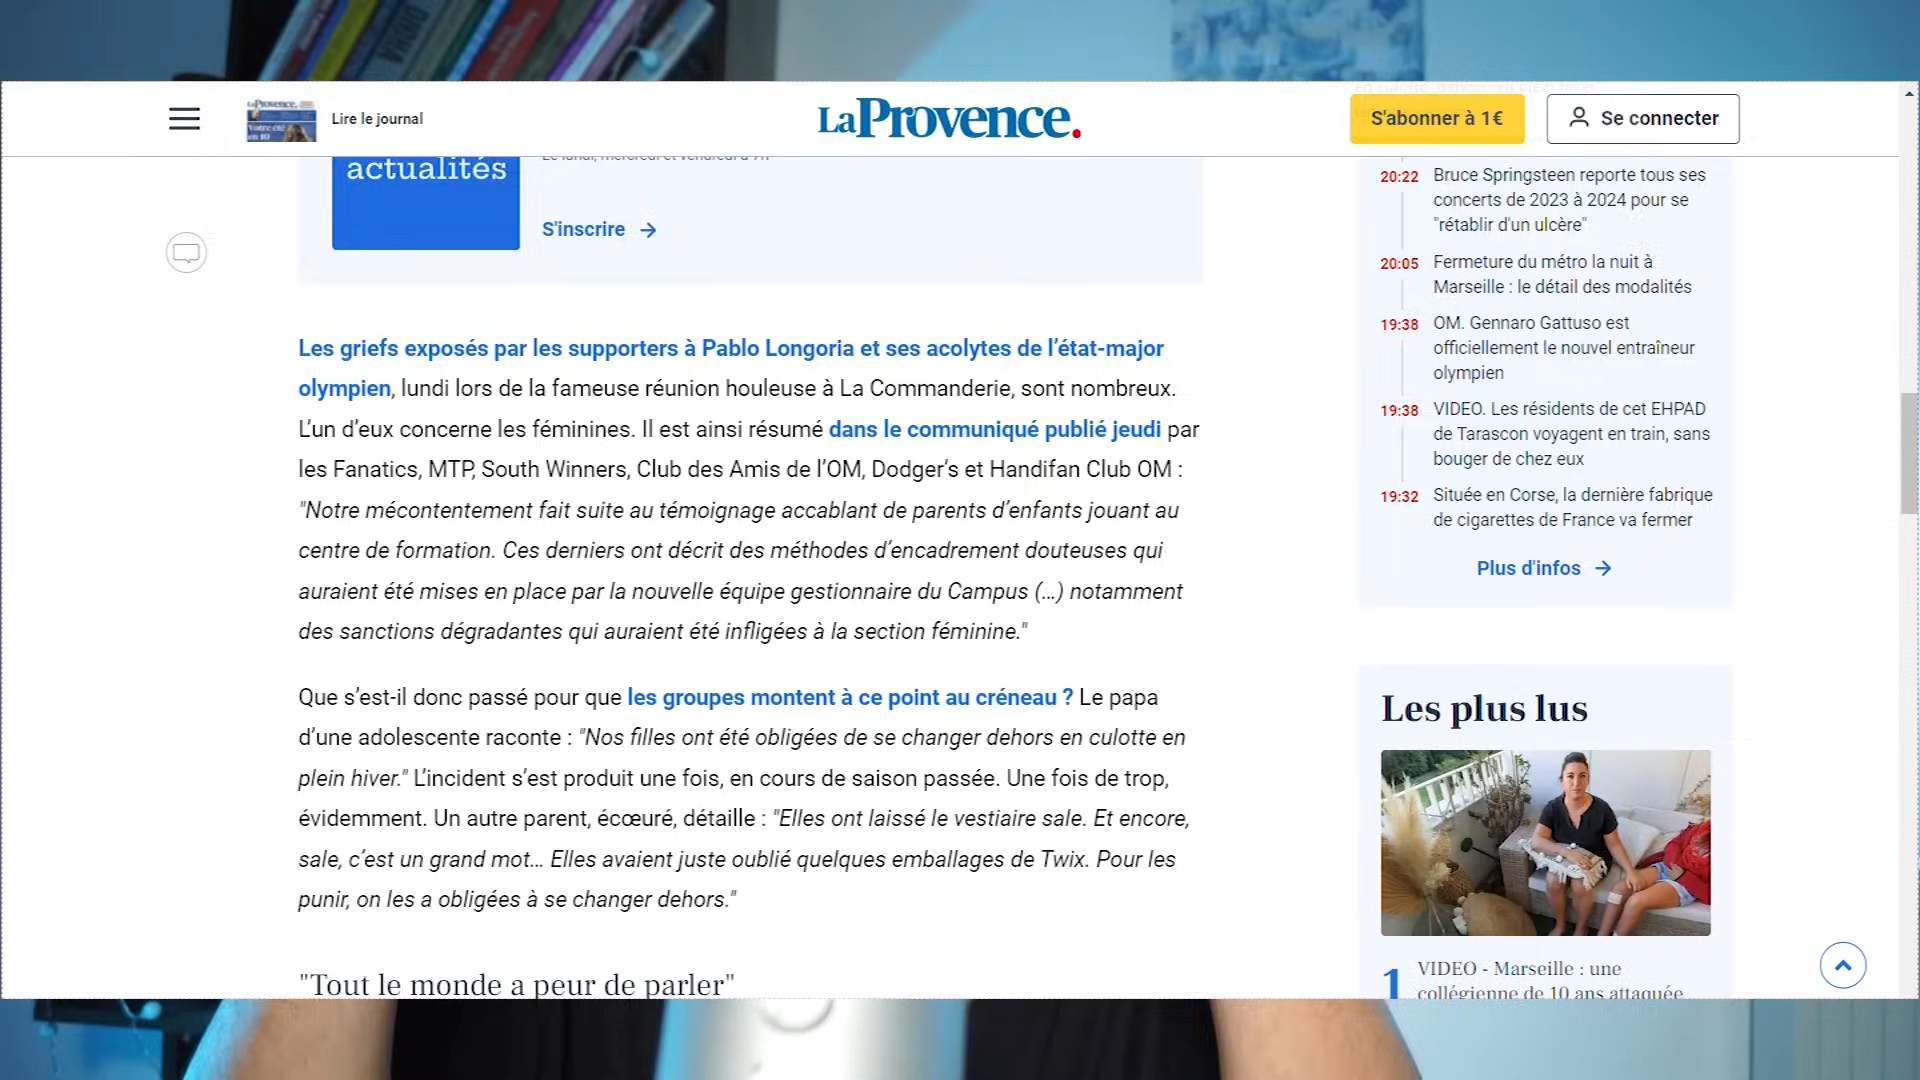 Lire le journal
LaProvence.
S'abonner à 1€
Se connecter
actualités
S'inscrire
Les griefs exposés par les supporters à Pablo Longoria et ses acolytes de l'état-major
olympien, lundi lors de la fameuse réunion houleuse à La Commanderie, sont nombreux.
L'un d'eux concerne les féminines. Il est ainsi résumé dans le communiqué publié jeudi par
les Fanatics, MTP, South Winners, Club des Amis de l'OM, Dodger's et Handifan Club OM :
"Notre mécontentement fait suite au témoignage accablant de parents d'enfants jouant au
centre de formation. Ces derniers ont décrit des méthodes d'encadrement douteuses qui
auraient été mises en place par la nouvelle équipe gestionnaire du Campus (...) notamment
des sanctions dégradantes qui auraient été infligées à la section féminine."
Que s'est-il donc passé pour que les groupes montent à ce point au créneau ? Le papa
d'une adolescente raconte : "Nos filles ont été obligées de se changer dehors en culotte en
plein hiver." L'incident s'est produit une fois, en cours de saison passée. Une fois de trop,
évidemment. Un autre parent, écœuré, détaille : "Elles ont laissé le vestiaire sale. Et encore,
sale, c'est un grand mot... Elles avaient juste oublié quelques emballages de Twix. Pour les
punir, on les a obligées à se changer dehors."
"Tout le monde a peur de parler"
20:22 Bruce Springsteen reporte tous ses
concerts de 2023 à 2024 pour se
"rétablir d'un ulcère"
20:05 Fermeture du métro la nuit à
Marseille : le détail des modalités
19:38 OM. Gennaro Gattuso est
officiellement le nouvel entraîneur
olympien
19:38 VIDEO. Les résidents de cet EHPAD
de Tarascon voyagent en train, sans
bouger de chez eux
19:32 Située en Corse, la dernière fabrique
de cigarettes de France va fermer
Plus d'infos
Les plus lus
1 VIDEO - Marseille : une
collégienne de 10 ans attaquée